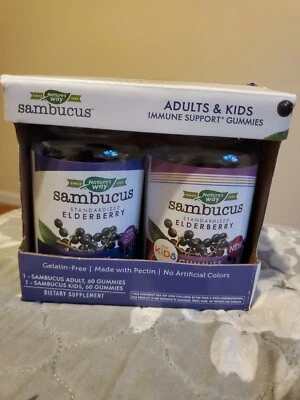 Nature's Way
sambucus™
ADULTS & KIDS
IMMUNE SUPPORT* GUMMIES
Nature's Way
sambucus
STANDARDIZED
ELDERBERRY
Nature's Way
sambucus
STANDARDIZED
ELDERBERRY
KIDS
GUMMIES
Gelatin-Free | Made with Pectin | No Artificial Colors
1 - SAMBUCUS ADULT, 60 GUMMIES
1 - SAMBUCUS KIDS, 60 GUMMIES
DIETARY SUPPLEMENT